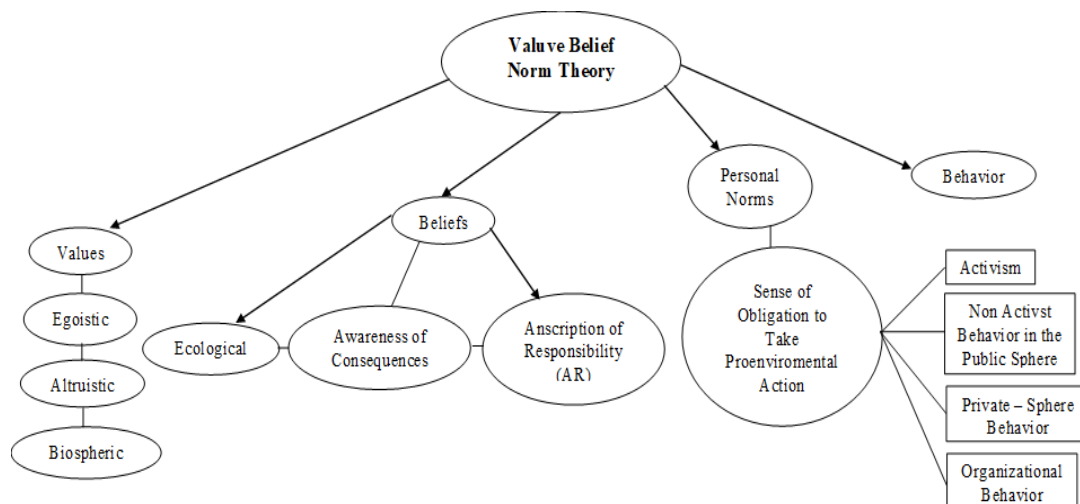 Valuve Belief
Norm Theory
Personal
Norms
Behavior
Beliefs
Values
Egoistic
Altruistic
Biospheric
Ecological
Awareness of
Consequences
Anscription of
Responsibility
(AR)
Sense of
Obligation to
Take
Proenviromental
Action
Activism
Non Activst
Behavior in the
Public Sphere
Private – Sphere
Behavior
Organizational
Behavior